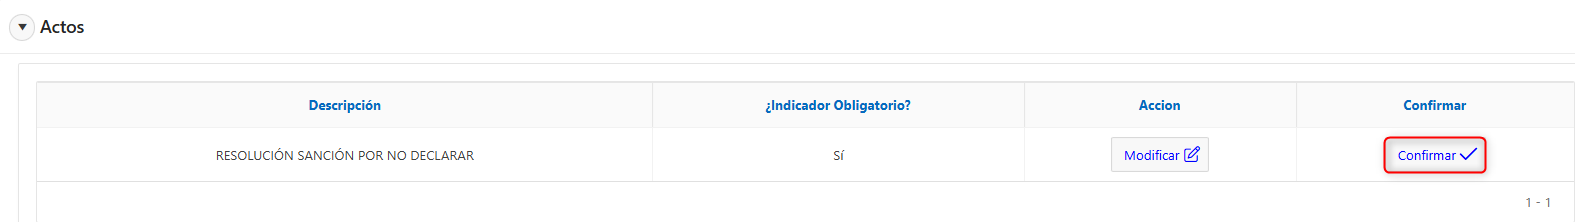 Actos
Descripción ¿Indicador Obligatorio? Accion Confirmar
RESOLUCIÓN SANCIÓN POR NO DECLARAR Sí Modificar Confirmar
1 - 1